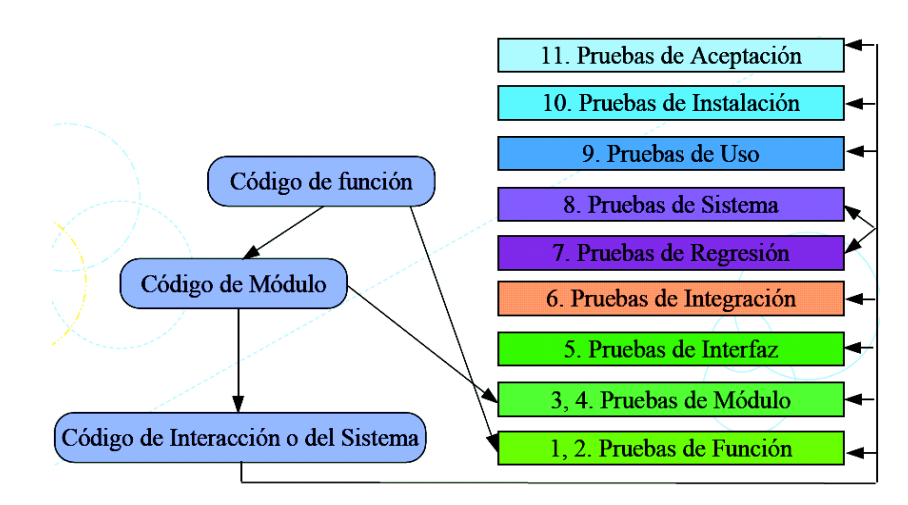 11. Pruebas de Aceptación
10. Pruebas de Instalación
9. Pruebas de Uso
Código de función
8. Pruebas de Sistema
7. Pruebas de Regresión
Código de Módulo
6. Pruebas de Integración
5. Pruebas de Interfaz
3, 4. Pruebas de Módulo
Código de Interacción o del Sistema
1, 2. Pruebas de Función